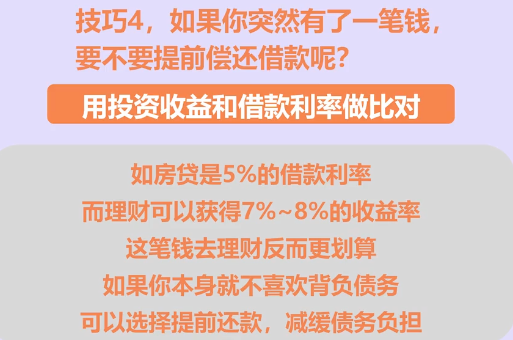 技巧4，如果你突然有了一笔钱，
要不要提前偿还借款呢？
用投资收益和借款利率做比对
如房贷是5%的借款利率
而理财可以获得7%~8%的收益率
这笔钱去理财反而更划算
如果你本身就不喜欢背负债务
可以选择提前还款，减缓债务负担